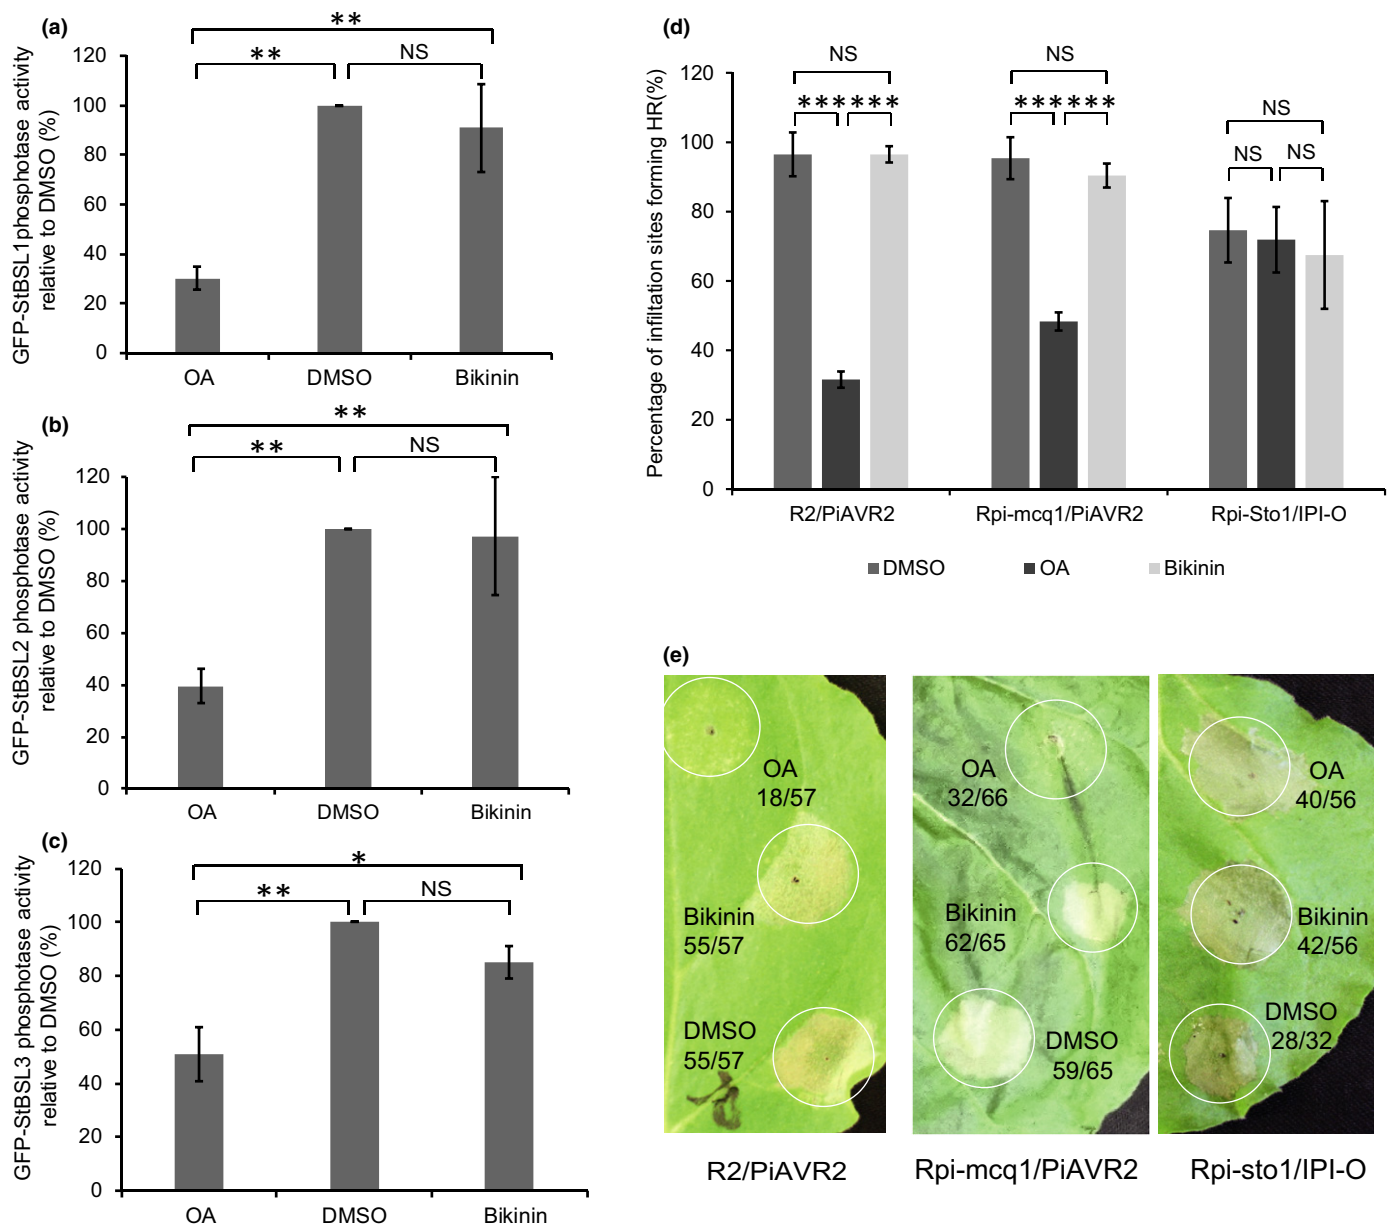 (a)
**
**
NS
GFP-StBSL1phosphotase activity
relative to DMSO (%)
120
100
80
60
40
20
0
OA
DMSO
Bikinin
(b)
**
**
NS
GFP-StBSL2 phosphotase activity
relative to DMSO (%)
120
100
80
60
40
20
0
OA
DMSO
Bikinin
(c)
*
**
NS
GFP-StBSL3 phosphotase activity
relative to DMSO (%)
120
100
80
60
40
20
0
OA
DMSO
Bikinin
(d)
Percentage of infiltation sites forming HR(%)
120
100
80
60
40
20
0
NS
*** ***
NS
*** ***
NS
NS
NS
R2/PiAVR2
Rpi-mcq1/PiAVR2
Rpi-Sto1/IPI-O
DMSO
OA
Bikinin
(e)
OA
18/57
Bikinin
55/57
DMSO
55/57
R2/PiAVR2
OA
32/66
Bikinin
62/65
DMSO
59/65
Rpi-mcq1/PiAVR2
OA
40/56
Bikinin
42/56
DMSO
28/32
Rpi-sto1/IPI-O